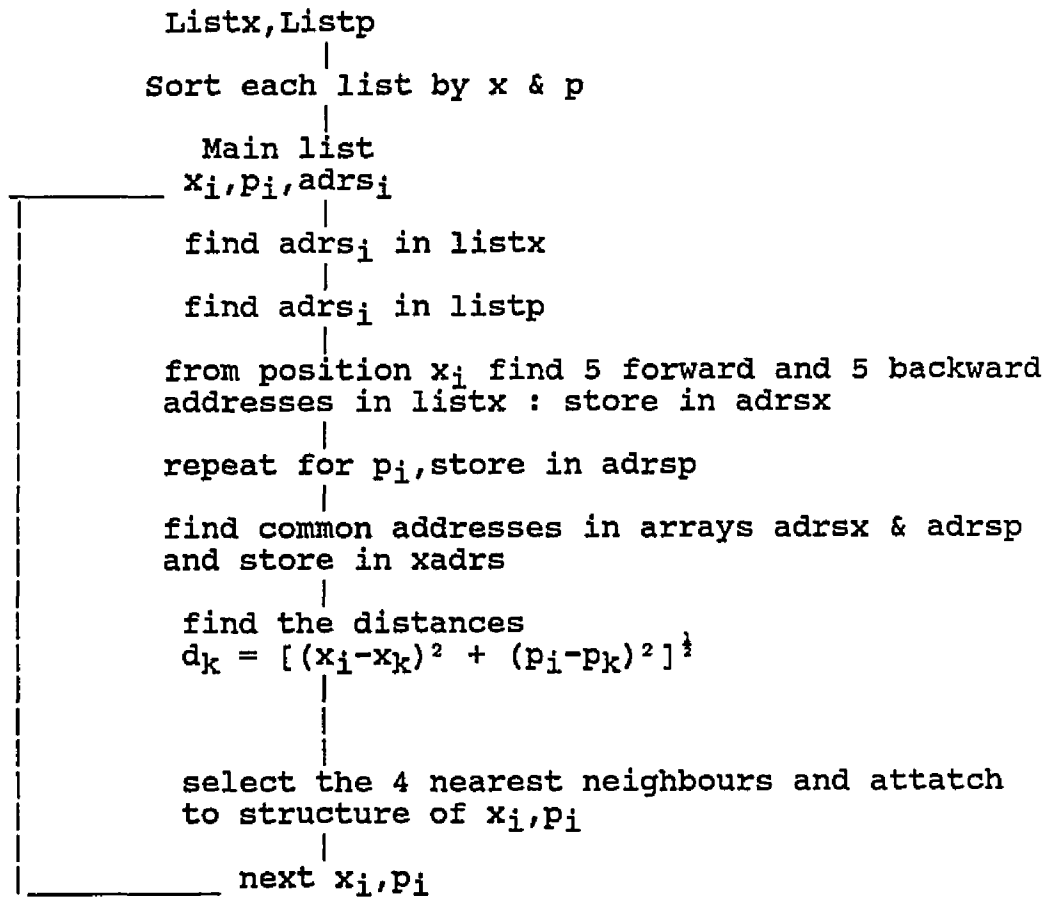 Listx,Listp
Sort each list by x & p
Main list
xi,pi,adrsi
find adrsi in listx
find adrsi in listp
from position xi find 5 forward and 5 backward
addresses in listx : store in adrsx
repeat for pi,store in adrsp
find common addresses in arrays adrsx & adrsp
and store in xadrs
find the distances
dk = [(xi-xk)² + (pi-pk)²]½
select the 4 nearest neighbours and attatch
to structure of xi,pi
next xi,pi